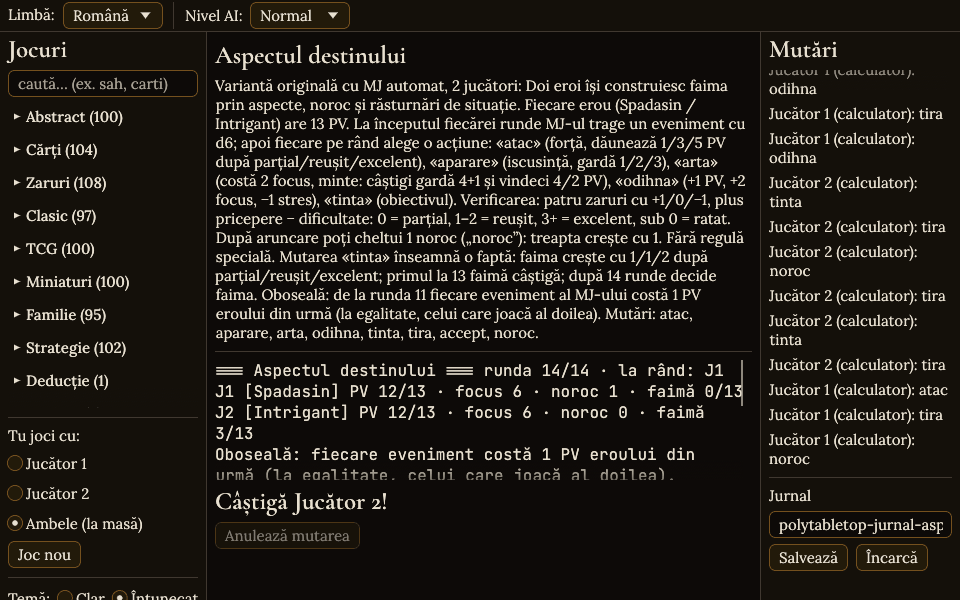 Limbă: Română ▼ Nivel AI: Normal ▼
Jocuri
caută... (ex. sah, carti)
▸ Abstract (100)
▸ Cărți (104)
▸ Zaruri (108)
▸ Clasic (97)
▸ TCG (100)
▸ Miniaturi (100)
▸ Familie (95)
▸ Strategie (102)
▸ Deducție (1)
Tu joci cu:
Jucător 1
Jucător 2
Ambele (la masă)
Joc nou
Temă: Clar Întunecat
Aspectul destinului
Variantă originală cu MJ automat, 2 jucători: Doi eroi își construiesc faima
prin aspecte, noroc și răsturnări de situație. Fiecare erou (Spadasin /
Intrigant) are 13 PV. La începutul fiecărei runde MJ-ul trage un eveniment cu
d6; apoi fiecare pe rând alege o acțiune: «atac» (forță, dăunează 1/3/5 PV
după parțial/reușit/excelent), «aparare» (iscusință, gardă 1/2/3), «arta»
(costă 2 focus, minte: câștigi gardă 4+1 și vindeci 4/2 PV), «odihna» (+1 PV, +2
focus, −1 stres), «tinta» (obiectivul). Verificarea: patru zaruri cu +1/0/−1, plus
pricepere − dificultate: 0 = parțial, 1–2 = reușit, 3+ = excelent, sub 0 = ratat.
După aruncare poți cheltui 1 noroc („noroc”): treapta crește cu 1. Fără regulă
specială. Mutarea «tinta» înseamnă o faptă: faima crește cu 1/1/2 după
parțial/reușit/excelent; primul la 13 faimă câștigă; după 14 runde decide
faima. Oboseală: de la runda 11 fiecare eveniment al MJ-ului costă 1 PV
eroului din urmă (la egalitate, celui care joacă al doilea). Mutări: atac,
aparare, arta, odihna, tinta, tira, accept, noroc.
═══ Aspectul destinului ═══ runda 14/14 · la rând: J1
J1 [Spadasin] PV 12/13 · focus 6 · noroc 1 · faimă 0/13
J2 [Intrigant] PV 12/13 · focus 6 · noroc 0 · faimă
3/13
Oboseală: fiecare eveniment costă 1 PV eroului din
urmă (la egalitate, celui care joacă al doilea).
Câștigă Jucător 2!
Anulează mutarea
Mutări
Jucător 1 (calculator):
odihna
Jucător 1 (calculator): tira
Jucător 1 (calculator):
odihna
Jucător 2 (calculator):
tinta
Jucător 2 (calculator): tira
Jucător 2 (calculator):
noroc
Jucător 2 (calculator): tira
Jucător 2 (calculator):
tinta
Jucător 2 (calculator): tira
Jucător 1 (calculator): atac
Jucător 1 (calculator): tira
Jucător 1 (calculator):
noroc
Jurnal
polytabletop-jurnal-asp
Salvează Încarcă